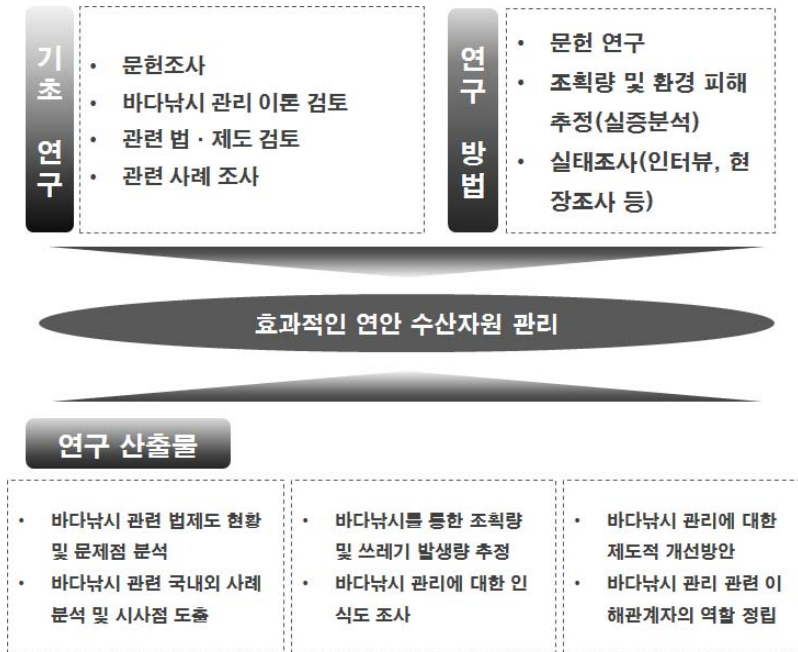 기초 연구
• 문헌조사
• 바다낚시 관리 이론 검토
• 관련 법 · 제도 검토
• 관련 사례 조사
연구 방법
• 문헌 연구
• 조획량 및 환경 피해
추정(실증분석)
• 실태조사(인터뷰, 현
장조사 등)
효과적인 연안 수산자원 관리
연구 산출물
• 바다낚시 관련 법제도 현황
및 문제점 분석
• 바다낚시 관련 국내외 사례
분석 및 시사점 도출
• 바다낚시를 통한 조획량
및 쓰레기 발생량 추정
• 바다낚시 관리에 대한 인
식도 조사
• 바다낚시 관리에 대한
제도적 개선방안
• 바다낚시 관리 관련 이
해관계자의 역할 정립